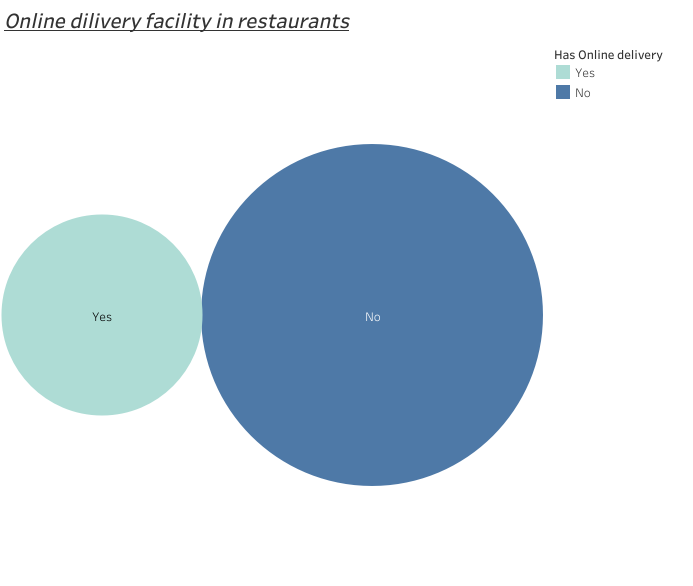 Online dilivery facility in restaurants
Has Online delivery
Yes
No
Yes
No